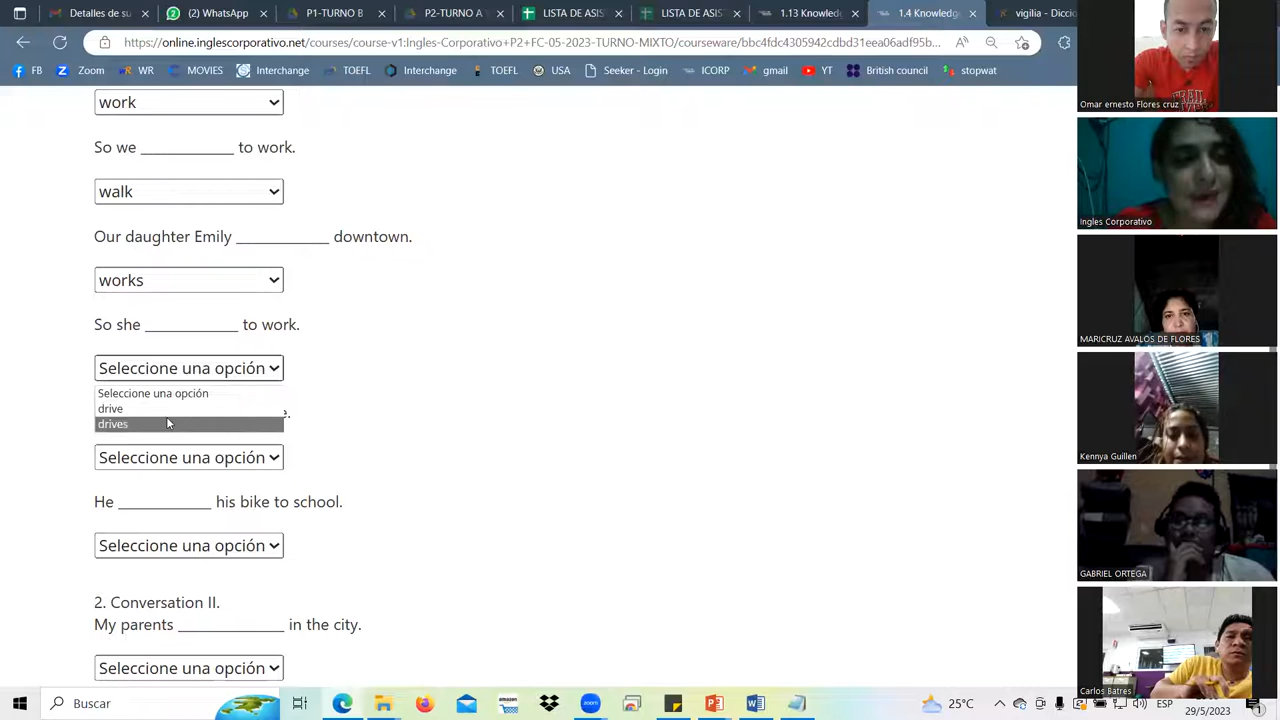 Detalles de su
(2) WhatsApp
P1-TURNO B
P2-TURNO A
LISTA DE ASIS
LISTA DE ASIS
1.13 Knowledg
1.4 Knowledge
vigilia - Diccio
https://online.inglescorporativo.net/courses/course-v1:Ingles-Corporativo+P2+FC-05-2023-TURNO-MIXTO/courseware/bbc4fdc4305942cdbd31eea06adf95b...
FB
Zoom
WR
MOVIES
Interchange
TOEFL
Interchange
TOEFL
USA
Seeker - Login
ICORP
gmail
YT
British council
stopwat
work
So we ____________ to work.
walk
Our daughter Emily ____________ downtown.
works
So she ____________ to work.
Seleccione una opción
Seleccione una opción
drive
drives
e.
Seleccione una opción
He ____________ his bike to school.
Seleccione una opción
2. Conversation II.
My parents ______________ in the city.
Seleccione una opción
Omar ernesto Flores cruz
Ingles Corporativo
MARICRUZ AVALOS DE FLORES
Kennya Guillen
GABRIEL ORTEGA
Carlos Batres
Buscar
amazon
zoom
25°C
ESP
29/5/2023
1